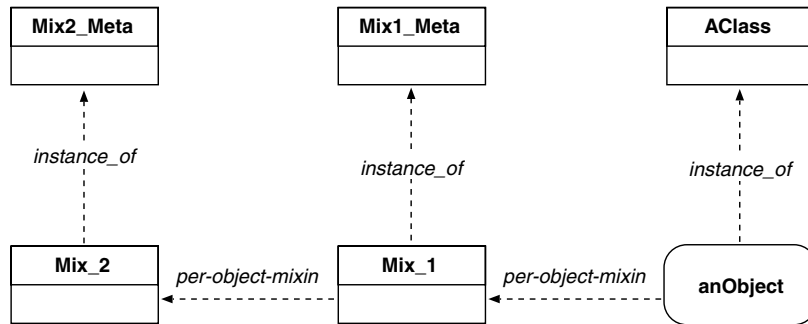 Mix2_Meta
Mix1_Meta
AClass
instance_of
instance_of
instance_of
Mix_2
per-object-mixin
Mix_1
per-object-mixin
anObject